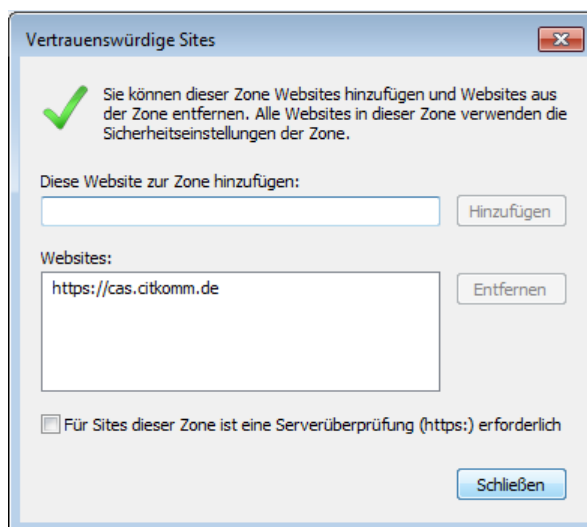 Vertrauenswürdige Sites
Sie können dieser Zone Websites hinzufügen und Websites aus
der Zone entfernen. Alle Websites in dieser Zone verwenden die
Sicherheitseinstellungen der Zone.
Diese Website zur Zone hinzufügen:
Hinzufügen
Websites:
https://cas.citkomm.de
Entfernen
Für Sites dieser Zone ist eine Serverüberprüfung (https:) erforderlich
Schließen